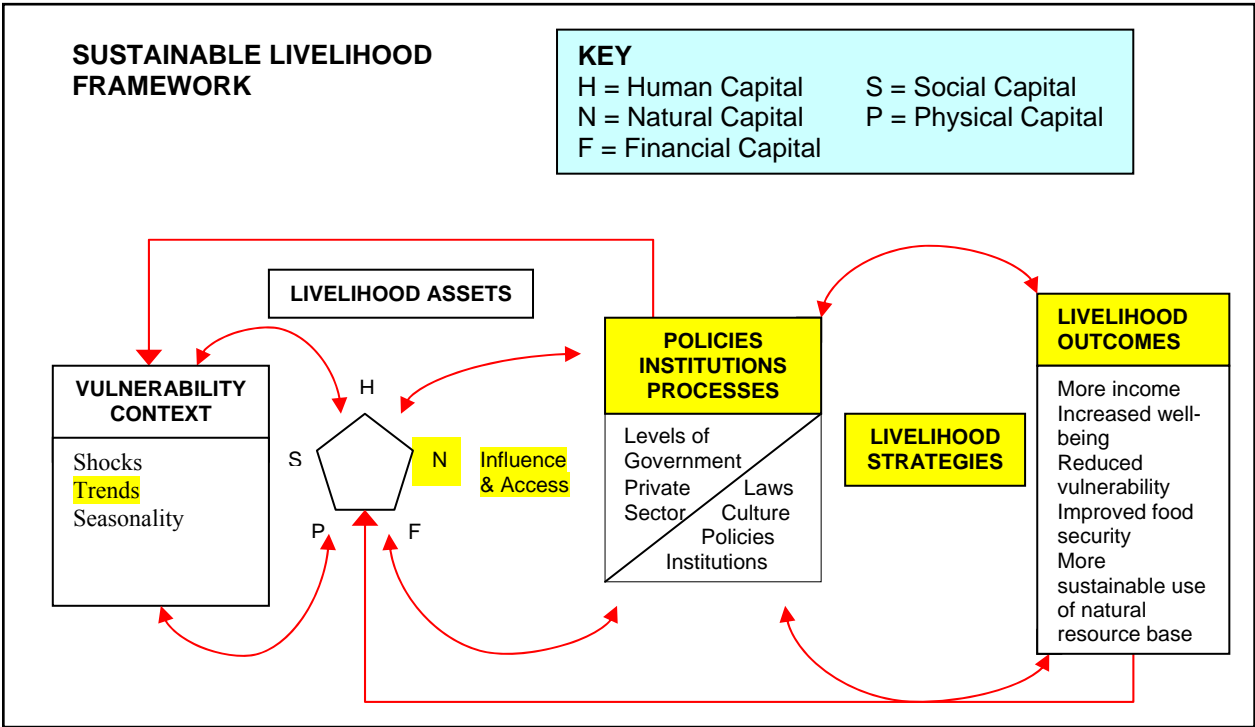 SUSTAINABLE LIVELIHOOD
FRAMEWORK
KEY
H = Human Capital S = Social Capital
N = Natural Capital P = Physical Capital
F = Financial Capital
LIVELIHOOD ASSETS
VULNERABILITY
CONTEXT
Shocks
Trends
Seasonality
H
S
N
P
F
Influence
& Access
POLICIES
INSTITUTIONS
PROCESSES
Levels of
Government
Private
Sector
Laws
Culture
Policies
Institutions
LIVELIHOOD
STRATEGIES
LIVELIHOOD
OUTCOMES
More income
Increased well-
being
Reduced
vulnerability
Improved food
security
More
sustainable use
of natural
resource base